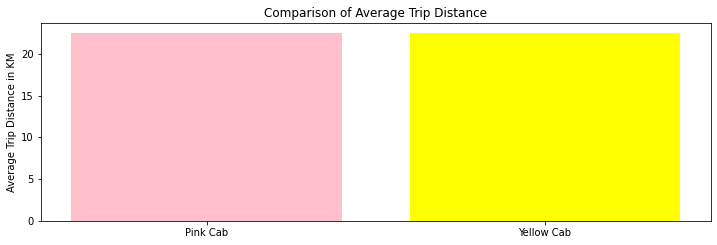 Comparison of Average Trip Distance
Average Trip Distance in KM
20
15
10
5
0
Pink Cab
Yellow Cab